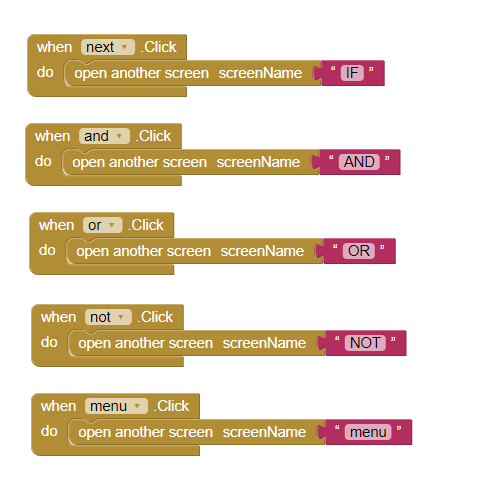 when next .Click
do open another screen screenName " IF "
when and .Click
do open another screen screenName " AND "
when or .Click
do open another screen screenName " OR "
when not .Click
do open another screen screenName " NOT "
when menu .Click
do open another screen screenName " menu "